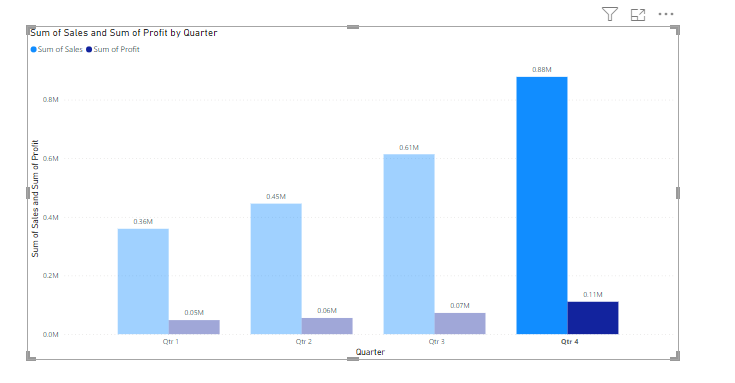 Sum of Sales and Sum of Profit by Quarter
Sum of Sales Sum of Profit
Sum of Sales and Sum of Profit
0.8M
0.6M
0.4M
0.2M
0.0M
0.36M
0.05M
0.45M
0.06M
0.61M
0.07M
0.88M
0.11M
Qtr 1 Qtr 2 Qtr 3 Qtr 4
Quarter